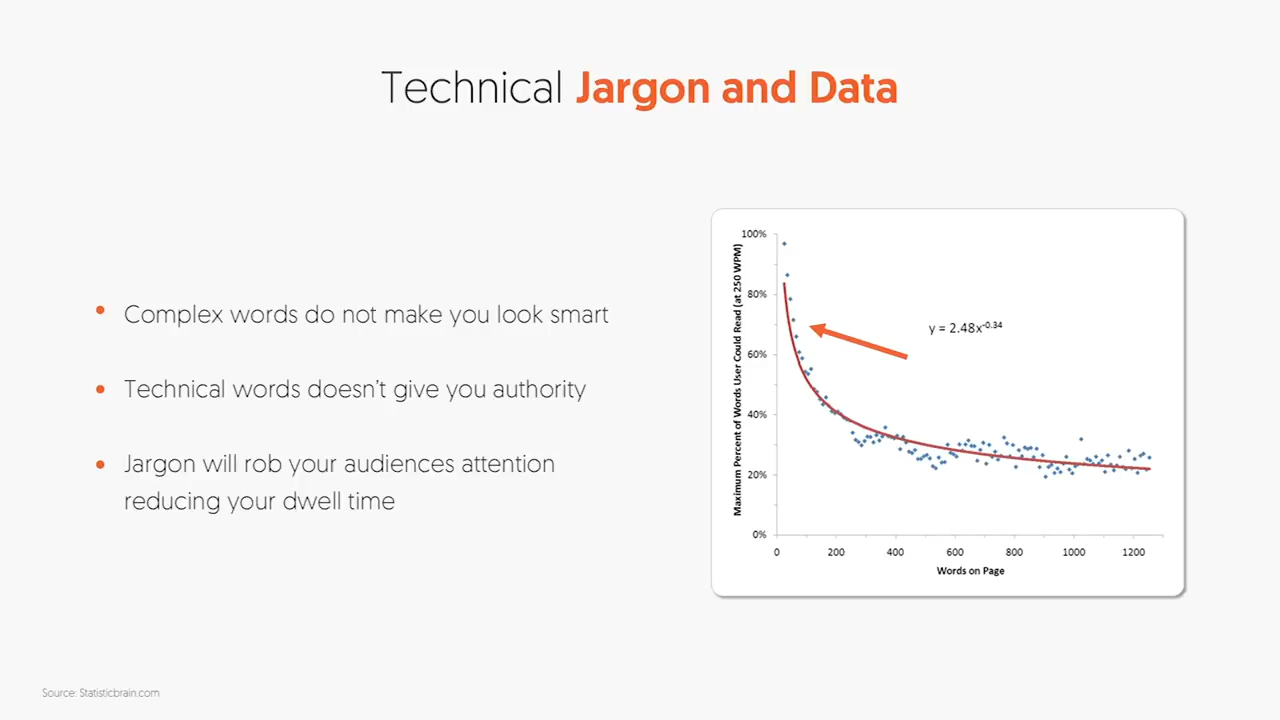 Technical Jargon and Data
Complex words do not make you look smart
Technical words doesn't give you authority
Jargon will rob your audiences attention
reducing your dwell time
Maximum Percent of Words User Could Read (at 250 WPM)
100%
80%
60%
40%
20%
0%
y = 2.48x^-0.34
0 200 400 600 800 1000 1200
Words on Page
Source: Statisticbrain.com